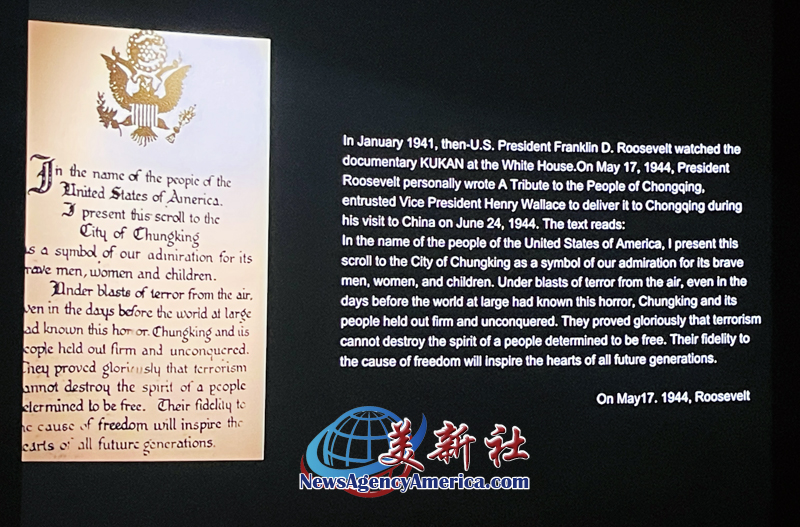 In the name of the people of the
United States of America.
I present this scroll to the
City of Chungking
as a symbol of our admiration for its
rave men, women and children.
Under blasts of terror from the air,
ven in the days before the world at large
ad known this horror. Chungking and its
eople held out firm and unconquered.
They proved gloriously that terrorism
annot destroy the spirit of a people
etermined to be free. Their fidelity to
he cause of freedom will inspire the
earts of all future generations.
In January 1941, then-U.S. President Franklin D. Roosevelt watched the
documentary KUKAN at the White House.On May 17, 1944, President
Roosevelt personally wrote A Tribute to the People of Chongqing,
entrusted Vice President Henry Wallace to deliver it to Chongqing during
his visit to China on June 24, 1944. The text reads:
In the name of the people of the United States of America, I present this
scroll to the City of Chungking as a symbol of our admiration for its brave
men, women, and children. Under blasts of terror from the air, even in the
days before the world at large had known this horror, Chungking and its
people held out firm and unconquered. They proved gloriously that terrorism
cannot destroy the spirit of a people determined to be free. Their fidelity to
the cause of freedom will inspire the hearts of all future generations.
On May17. 1944, Roosevelt
美新社
NewsAgencyAmerica.com